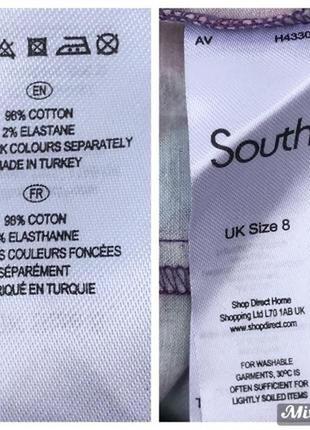 EN
98% COTTON
2% ELASTANE
COLOURS SEPARATELY
MADE IN TURKEY
FR
98% COTON
ELASTHANNE
COULEURS FONCÉES
SÉPARÉMENT
EN TURQUIE
AV H4330
South
UK Size 8
Shop Direct Home
Shopping Ltd L70 1AB UK
www.shopdirect.com
FOR WASHABLE
GARMENTS, 30°C IS
OFTEN SUFFICIENT FOR
LIGHTLY SOILED ITEMS